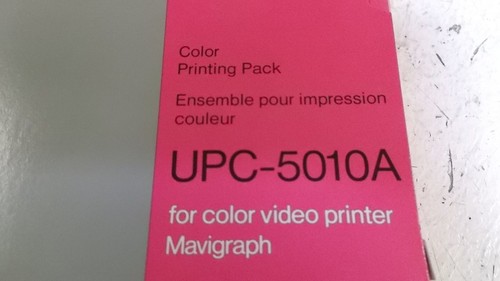 Color
Printing Pack
Ensemble pour impression
couleur
UPC-5010A
for color video printer
Mavigraph